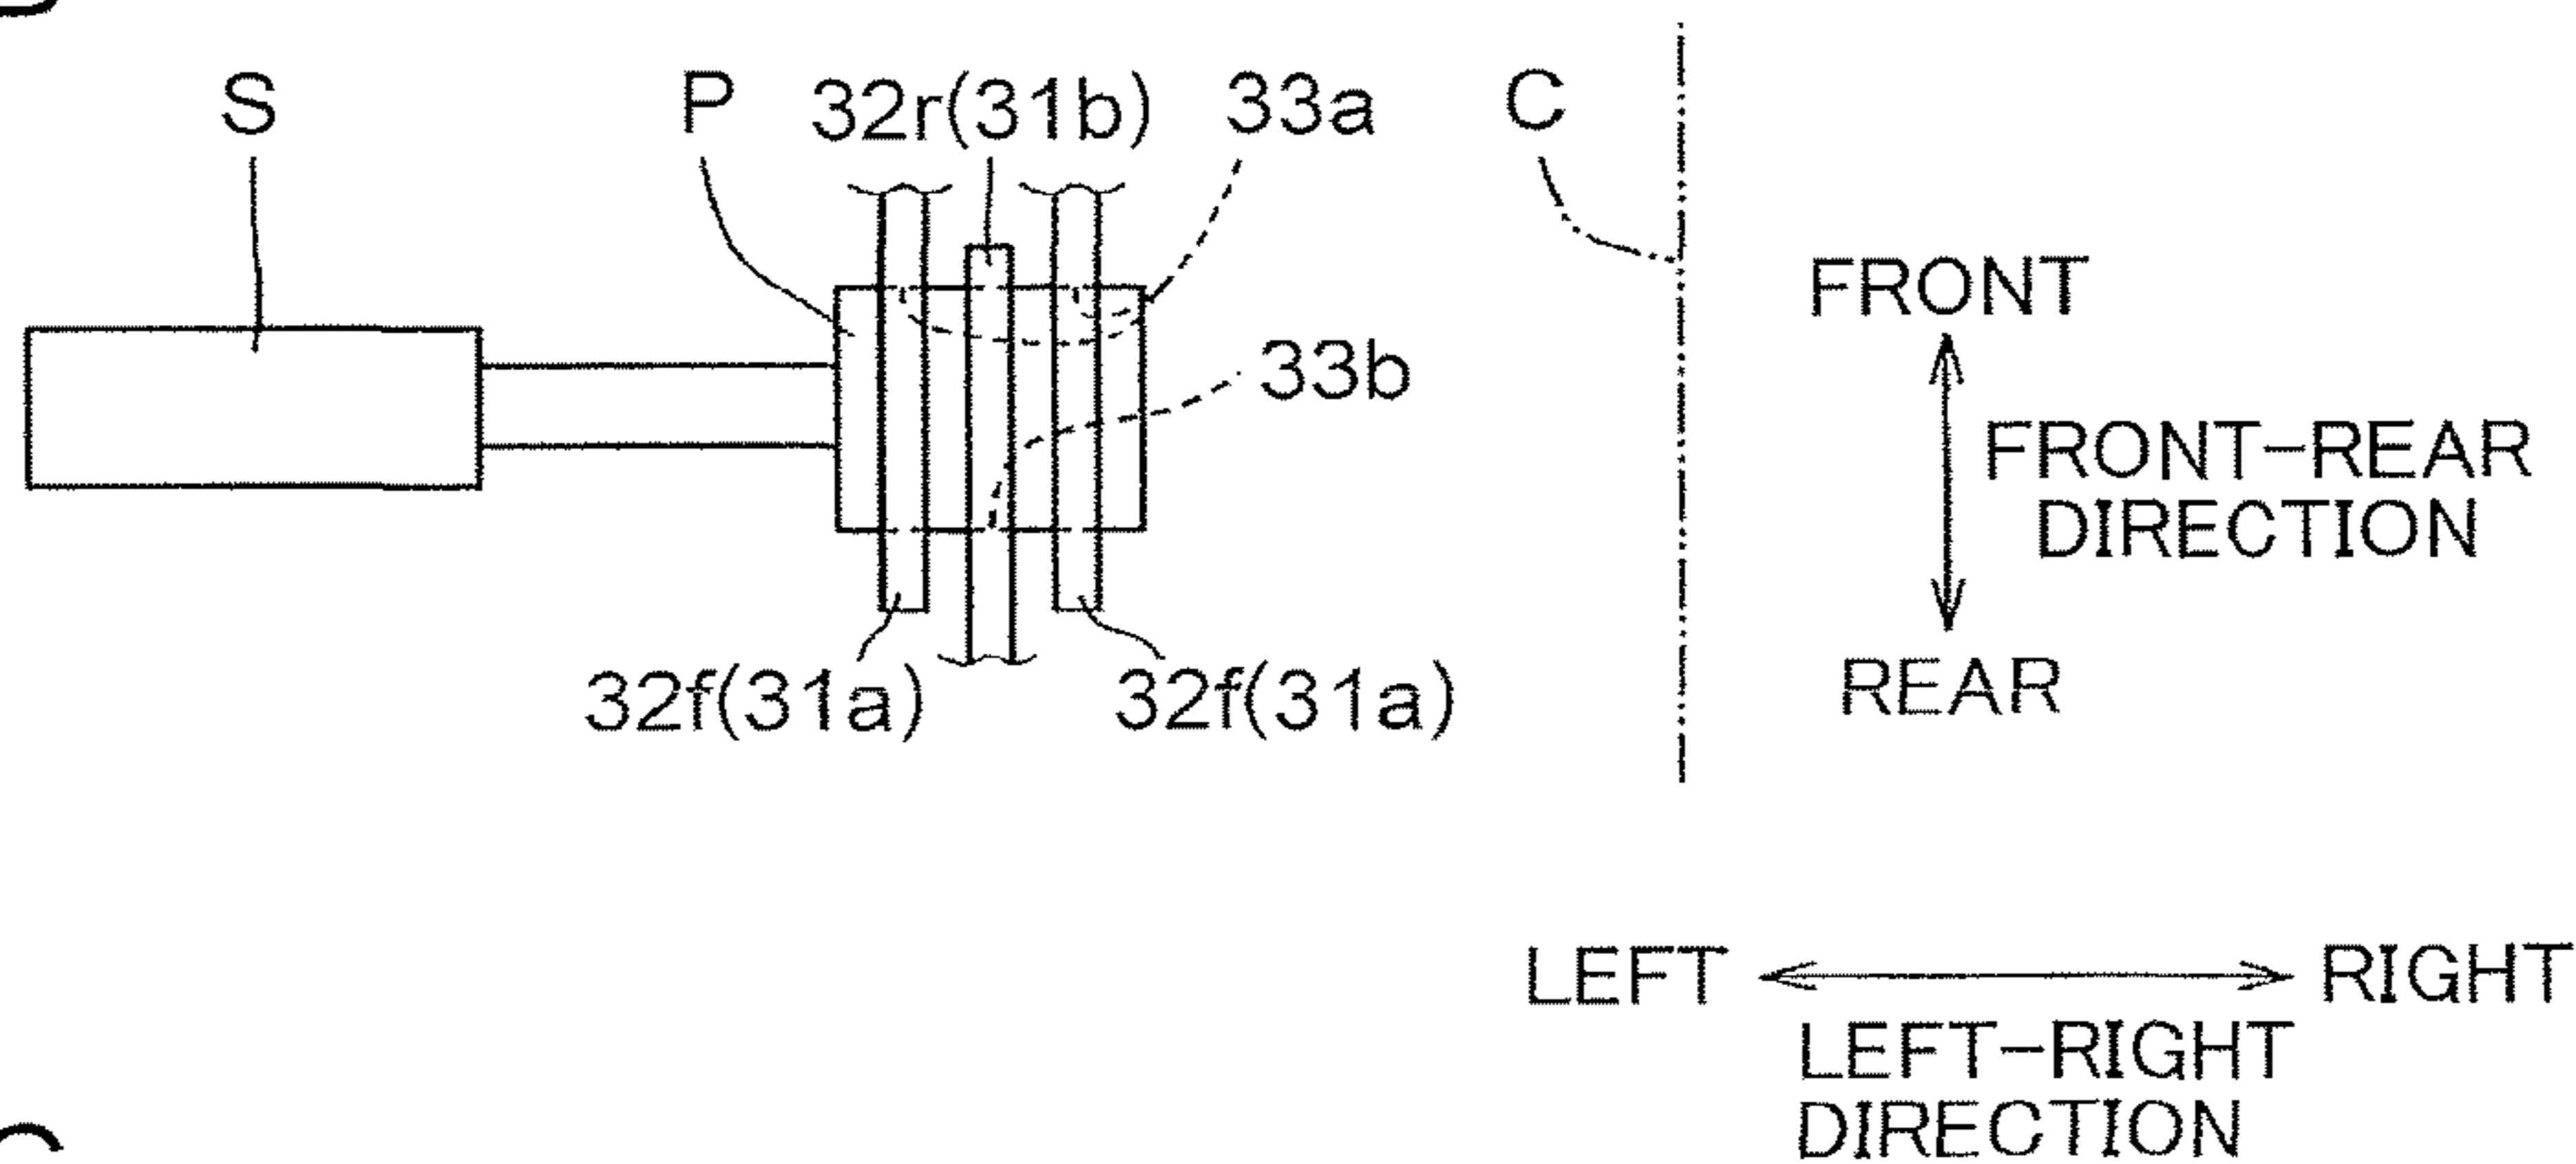 S P 32r(31b) 33a C
FRONT
33b
FRONT-REAR
DIRECTION
REAR
32f(31a) 32f(31a)
LEFT RIGHT
LEFT-RIGHT
DIRECTION